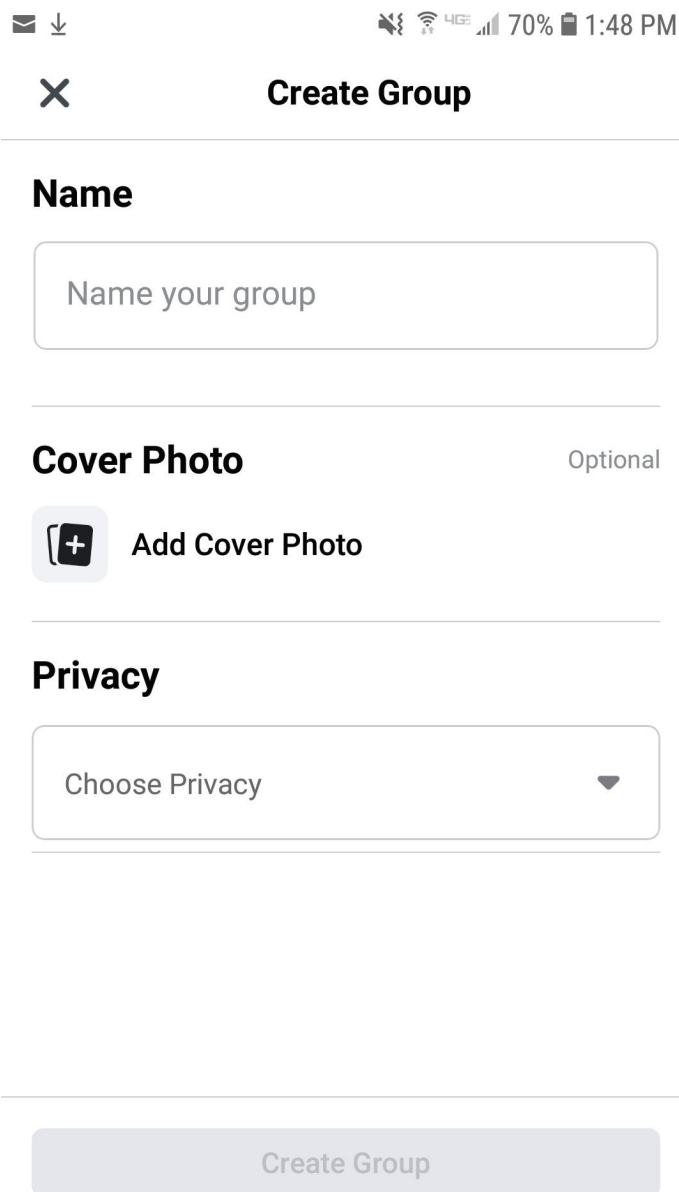 4GE 70% 1:48 PM
Create Group
Name
Name your group
Cover Photo Optional
Add Cover Photo
Privacy
Choose Privacy
Create Group